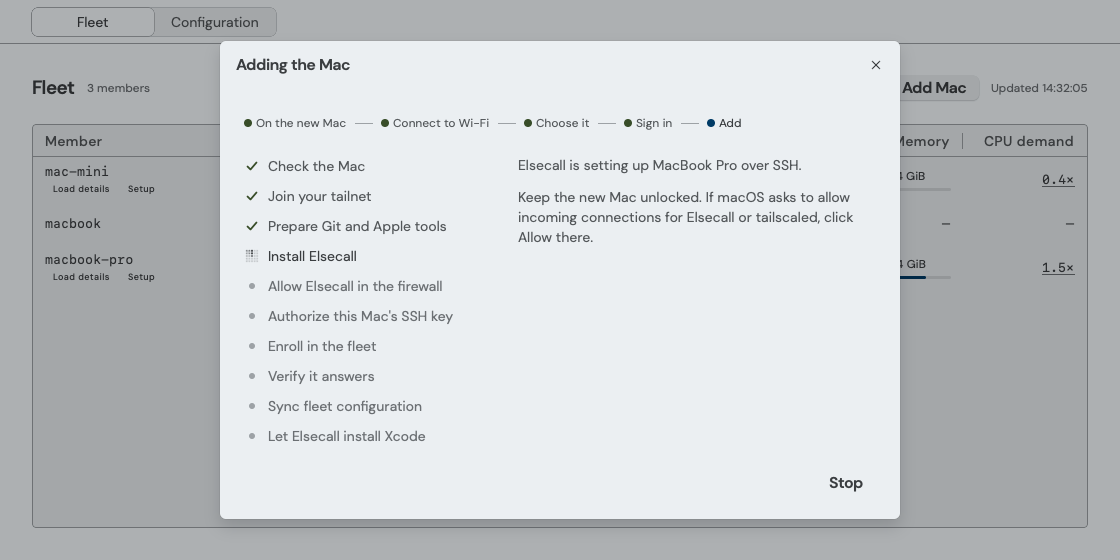 Fleet
Configuration
Fleet
3 members
Add Mac
Updated 14:32:05
Member
Memory
CPU demand
mac-mini
Load details
Setup
GiB
0.4×
macbook
—
—
macbook-pro
Load details
Setup
GiB
1.5×
Adding the Mac
×
On the new Mac
Connect to Wi-Fi
Choose it
Sign in
Add
Check the Mac
Join your tailnet
Prepare Git and Apple tools
Install Elsecall
Allow Elsecall in the firewall
Authorize this Mac's SSH key
Enroll in the fleet
Verify it answers
Sync fleet configuration
Let Elsecall install Xcode
Elsecall is setting up MacBook Pro over SSH.
Keep the new Mac unlocked. If macOS asks to allow
incoming connections for Elsecall or tailscaled, click
Allow there.
Stop